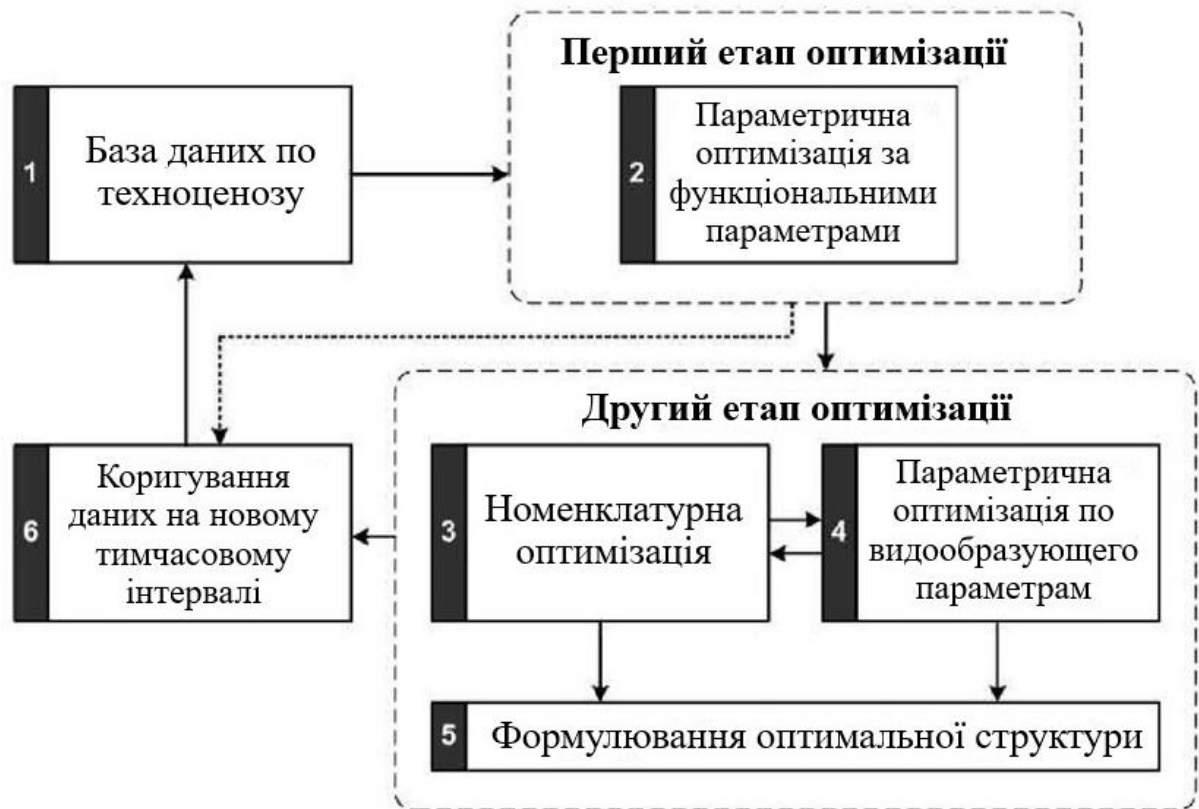 Перший етап оптимізації
1
База даних по
техноценозу
2
Параметрична
оптимізація за
функціональними
параметрами
Другий етап оптимізації
6
Коригування
даних на новому
тимчасовому
інтервалі
3
Номенклатурна
оптимізація
4
Параметрична
оптимізація по
видообразующего
параметрам
5
Формулювання оптимальної структури